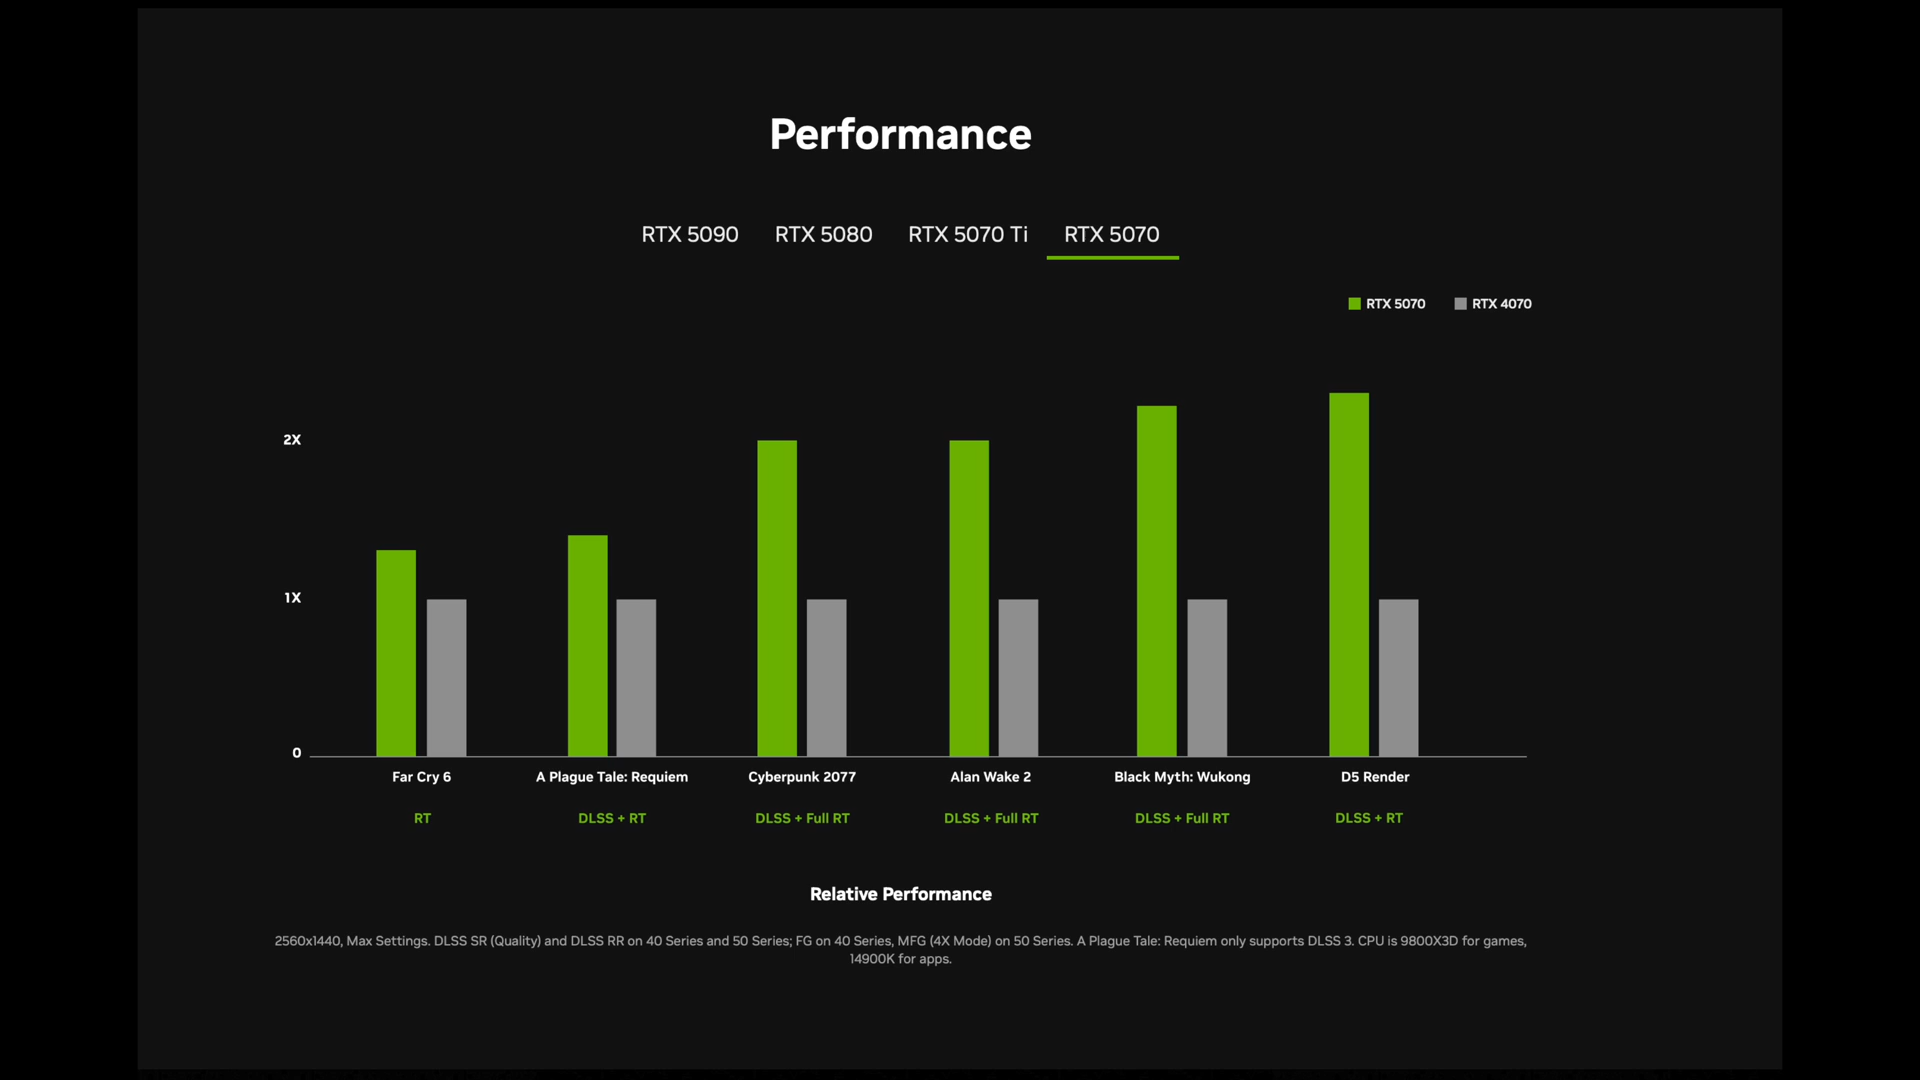 Performance
RTX 5090 RTX 5080 RTX 5070 Ti RTX 5070
RTX 5070 RTX 4070
2X
1X
0
Far Cry 6 A Plague Tale: Requiem Cyberpunk 2077 Alan Wake 2 Black Myth: Wukong D5 Render
RT DLSS + RT DLSS + Full RT DLSS + Full RT DLSS + Full RT DLSS + RT
Relative Performance
2560x1440, Max Settings. DLSS SR (Quality) and DLSS RR on 40 Series and 50 Series; FG on 40 Series, MFG (4X Mode) on 50 Series. A Plague Tale: Requiem only supports DLSS 3. CPU is 9800X3D for games,
14900K for apps.